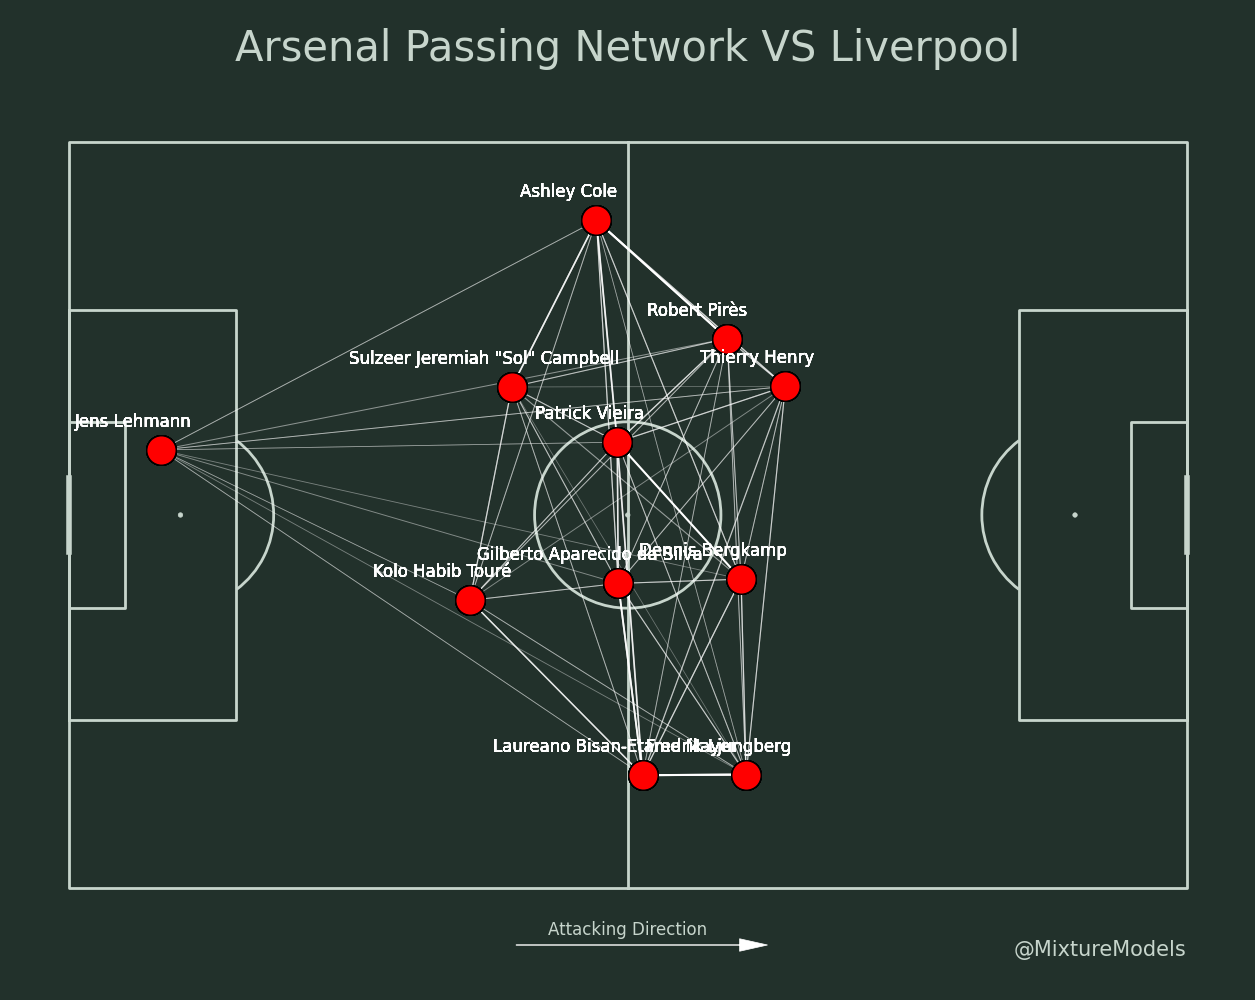 Arsenal Passing Network VS Liverpool
Ashley Cole
Robert Pirès
Thierry Henry
Sulzeer Jeremiah "Sol" Campbell
Patrick Vieira
Jens Lehmann
Gilberto Aparecido da Silva
Dennis Bergkamp
Kolo Habib Touré
Laureano Bisan-Etame Mayer
Fredrik Ljungberg
Attacking Direction
@MixtureModels